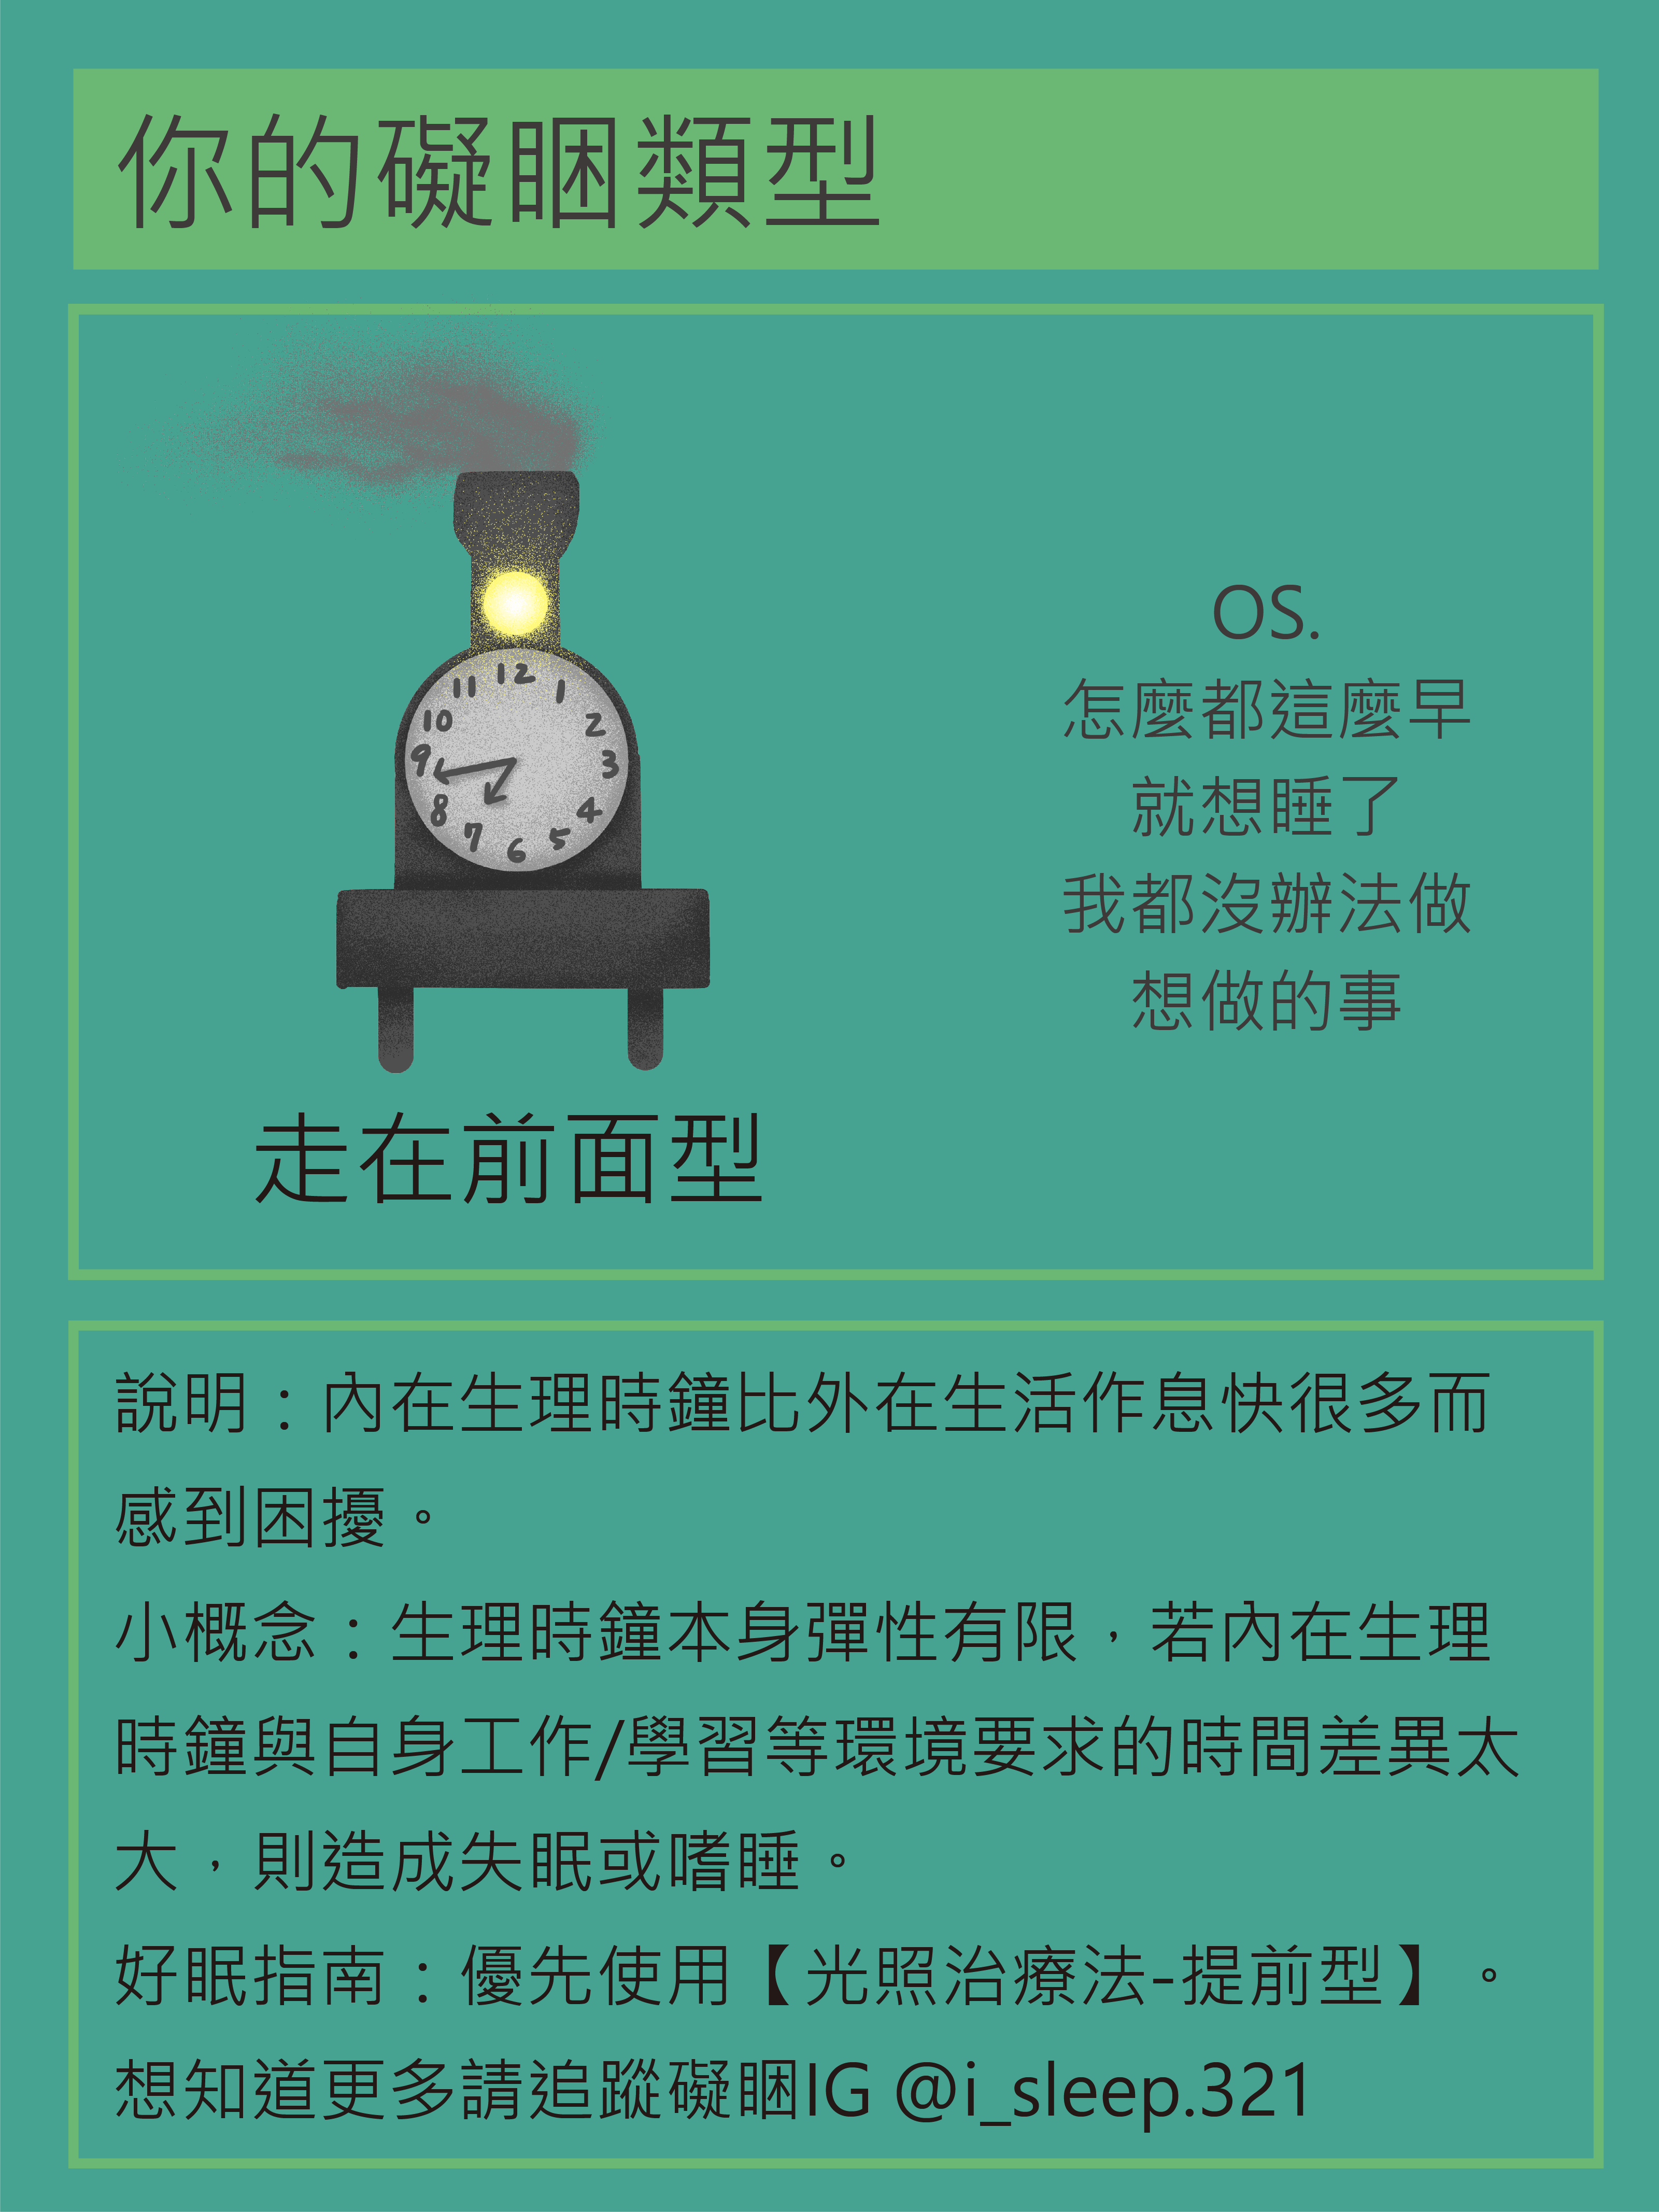 你的礙睏類型
12
11
1
10
2
9
3
8
4
7
5
6
OS.
怎麼都這麼早
就想睡了
我都沒辦法做
想做的事
走在前面型
說明：內在生理時鐘比外在生活作息快很多而
感到困擾。
小概念：生理時鐘本身彈性有限，若內在生理
時鐘與自身工作/學習等環境要求的時間差異太
大，則造成失眠或嗜睡。
好眠指南：優先使用【光照治療法-提前型】。
想知道更多請追蹤礙睏IG @i_sleep.321